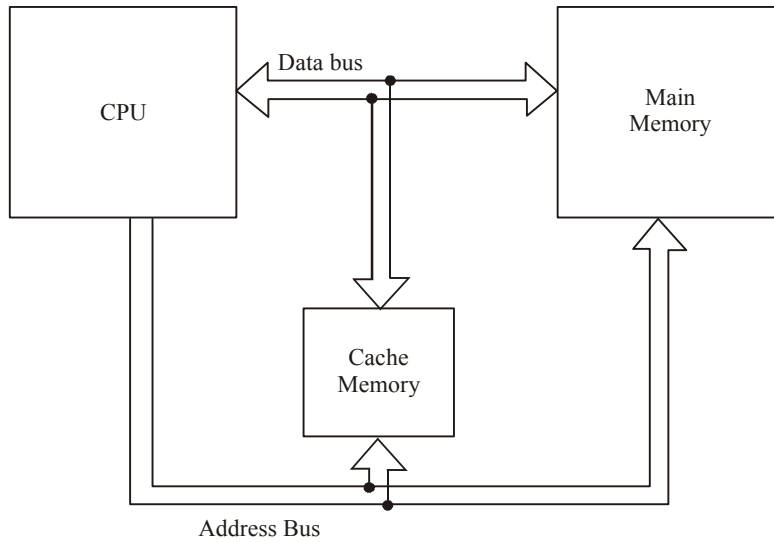 Data bus
CPU
Main
Memory
Cache
Memory
Address Bus